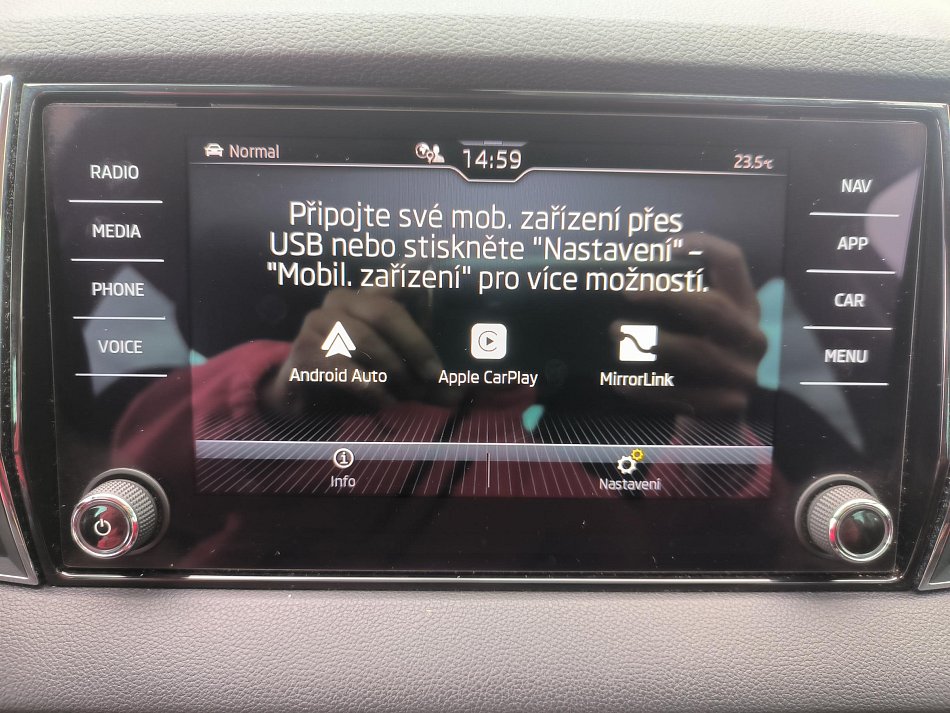 Normal
14:59
23.5°C
RADIO
MEDIA
PHONE
VOICE
Připojte své mob. zařízení přes
USB nebo stiskněte "Nastavení" –
"Mobil. zařízení" pro více možností.
Android Auto
Apple CarPlay
MirrorLink
Info
Nastavení
NAV
APP
CAR
MENU